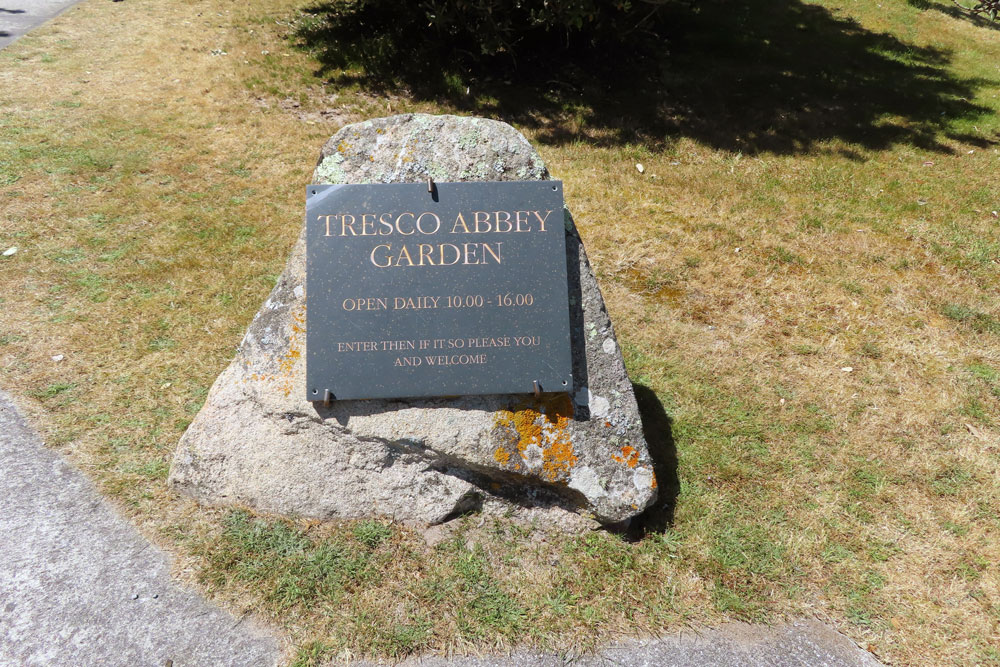 TRESCO ABBEY
GARDEN
OPEN DAILY 10.00 - 16.00
ENTER THEN IF IT SO PLEASE YOU
AND WELCOME